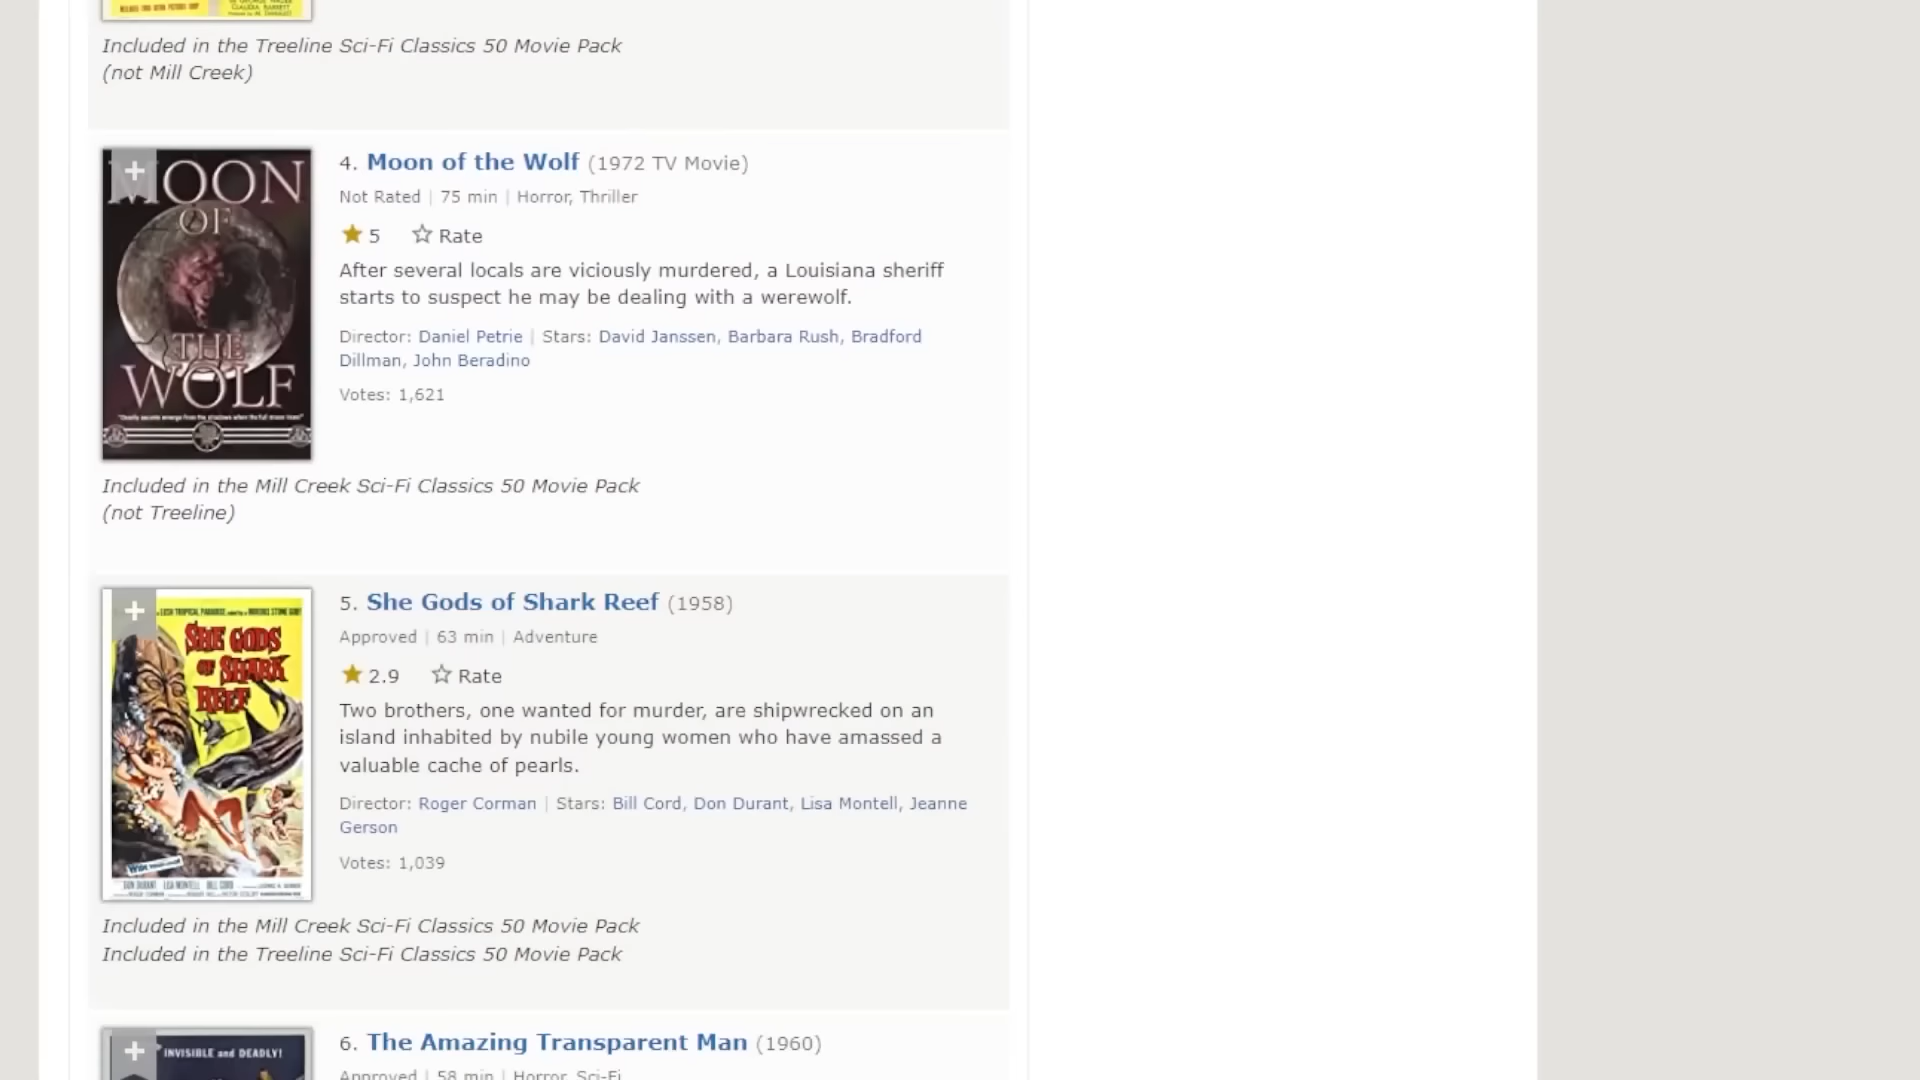 Included in the Treeline Sci-Fi Classics 50 Movie Pack
(not Mill Creek)
MOON
OF
THE
WOLF
4. Moon of the Wolf (1972 TV Movie)
Not Rated | 75 min | Horror, Thriller
5 Rate
After several locals are viciously murdered, a Louisiana sheriff
starts to suspect he may be dealing with a werewolf.
Director: Daniel Petrie | Stars: David Janssen, Barbara Rush, Bradford
Dillman, John Beradino
Votes: 1,621
Included in the Mill Creek Sci-Fi Classics 50 Movie Pack
(not Treeline)
SHE GODS
OF SHARK
REEF
DON DURANT LISA MONTELL BILL CORD
5. She Gods of Shark Reef (1958)
Approved | 63 min | Adventure
2.9 Rate
Two brothers, one wanted for murder, are shipwrecked on an
island inhabited by nubile young women who have amassed a
valuable cache of pearls.
Director: Roger Corman | Stars: Bill Cord, Don Durant, Lisa Montell, Jeanne
Gerson
Votes: 1,039
Included in the Mill Creek Sci-Fi Classics 50 Movie Pack
Included in the Treeline Sci-Fi Classics 50 Movie Pack
INVISIBLE and DEADLY!
6. The Amazing Transparent Man (1960)
Approved | 58 min | Horror, Sci-Fi